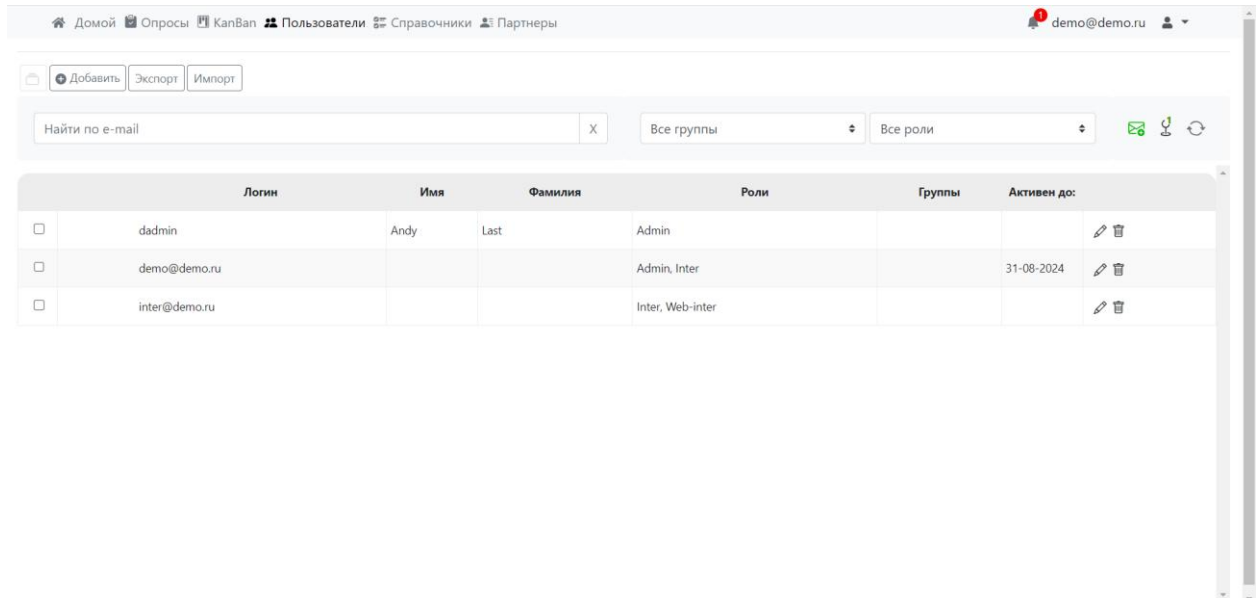 Домой Опросы KanBan Пользователи Справочники Партнеры 1 demo@demo.ru
Добавить Экспорт Импорт
Найти по e-mail X Все группы Все роли
Логин Имя Фамилия Роли Группы Активен до:
dadmin Andy Last Admin
demo@demo.ru Admin, Inter 31-08-2024
inter@demo.ru Inter, Web-inter